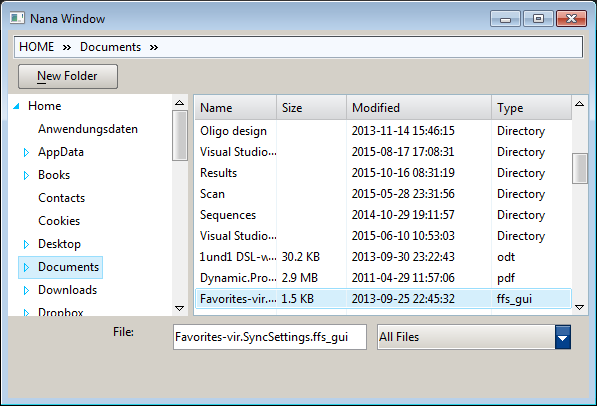 Nana Window
HOME » Documents »
New Folder
Home
Anwendungsdaten
AppData
Books
Contacts
Cookies
Desktop
Documents
Downloads
Dropbox
Name Size Modified Type
Oligo design 2013-11-14 15:46:15 Directory
Visual Studio... 2015-08-17 17:08:31 Directory
Results 2015-10-16 08:31:19 Directory
Scan 2015-05-28 23:31:56 Directory
Sequences 2014-10-29 19:11:57 Directory
Visual Studio... 2015-06-10 10:53:03 Directory
1und1 DSL-w... 30.2 KB 2013-09-30 23:22:43 odt
Dynamic.Pro... 2.9 MB 2011-04-29 11:57:06 pdf
Favorites-vir... 1.5 KB 2013-09-25 22:45:32 ffs_gui
File: Favorites-vir.SyncSettings.ffs_gui All Files